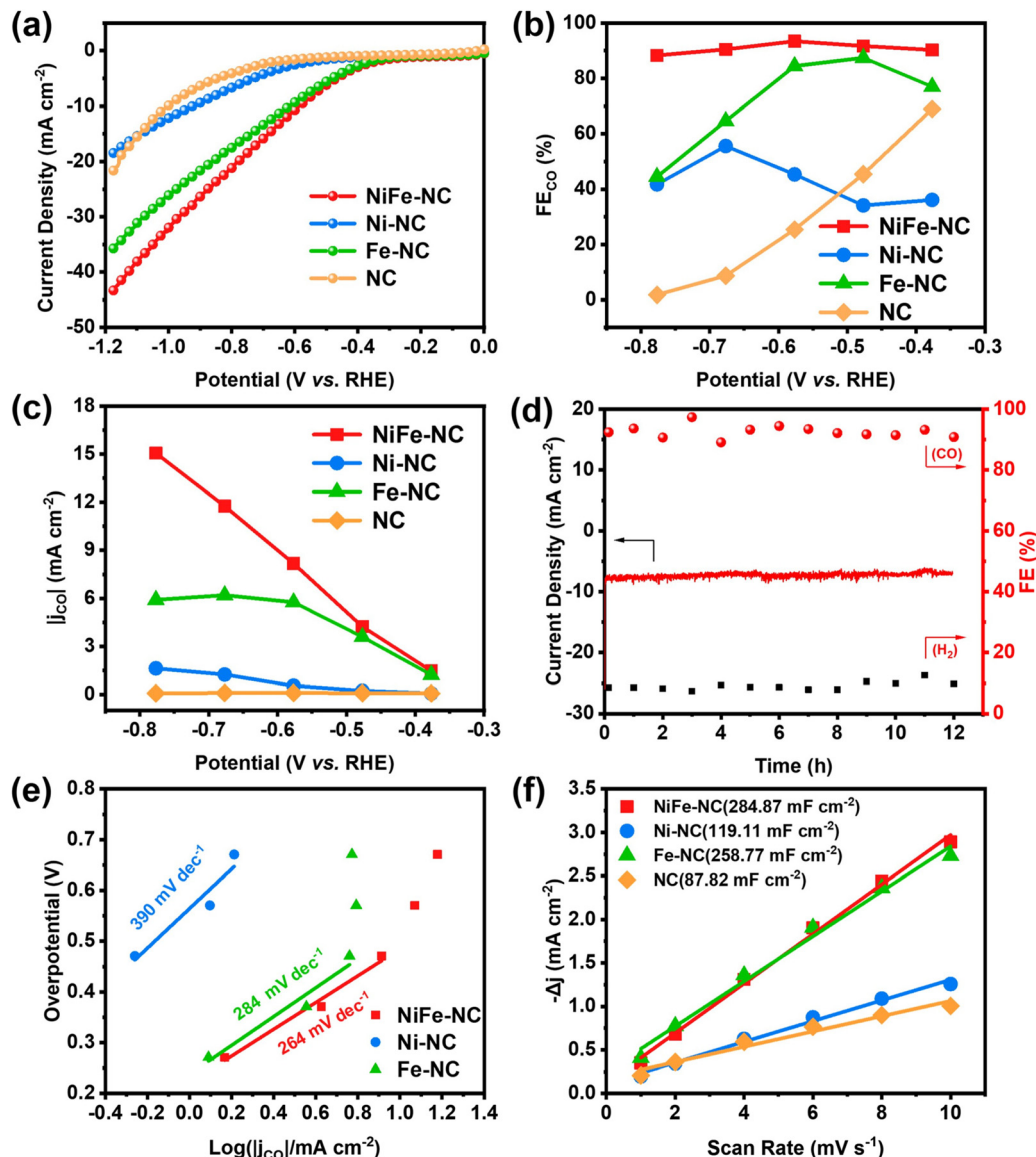 (a)
0
-10
-20
-30
-40
-50
Current Density (mA cm⁻²)
NiFe-NC
Ni-NC
Fe-NC
NC
-1.2 -1.0 -0.8 -0.6 -0.4 -0.2 0.0
Potential (V vs. RHE)
(b)
100
80
60
40
20
0
FE_CO (%)
NiFe-NC
Ni-NC
Fe-NC
NC
-0.8 -0.7 -0.6 -0.5 -0.4 -0.3
Potential (V vs. RHE)
(c)
18
15
12
9
6
3
0
|j_CO| (mA cm⁻²)
NiFe-NC
Ni-NC
Fe-NC
NC
-0.8 -0.7 -0.6 -0.5 -0.4 -0.3
Potential (V vs. RHE)
(d)
20
10
0
-10
-20
-30
Current Density (mA cm⁻²)
(CO)
(H₂)
100
80
60
40
20
0
FE (%)
0 2 4 6 8 10 12
Time (h)
(e)
0.8
0.7
0.6
0.5
0.4
0.3
0.2
Overpotential (V)
390 mV dec⁻¹
284 mV dec⁻¹
264 mV dec⁻¹
NiFe-NC
Ni-NC
Fe-NC
-0.4 -0.2 0.0 0.2 0.4 0.6 0.8 1.0 1.2 1.4
Log(|j_CO|/mA cm⁻²)
(f)
3.5
3.0
2.5
2.0
1.5
1.0
0.5
0.0
-Δj (mA cm⁻²)
NiFe-NC(284.87 mF cm⁻²)
Ni-NC(119.11 mF cm⁻²)
Fe-NC(258.77 mF cm⁻²)
NC(87.82 mF cm⁻²)
0 2 4 6 8 10
Scan Rate (mV s⁻¹)